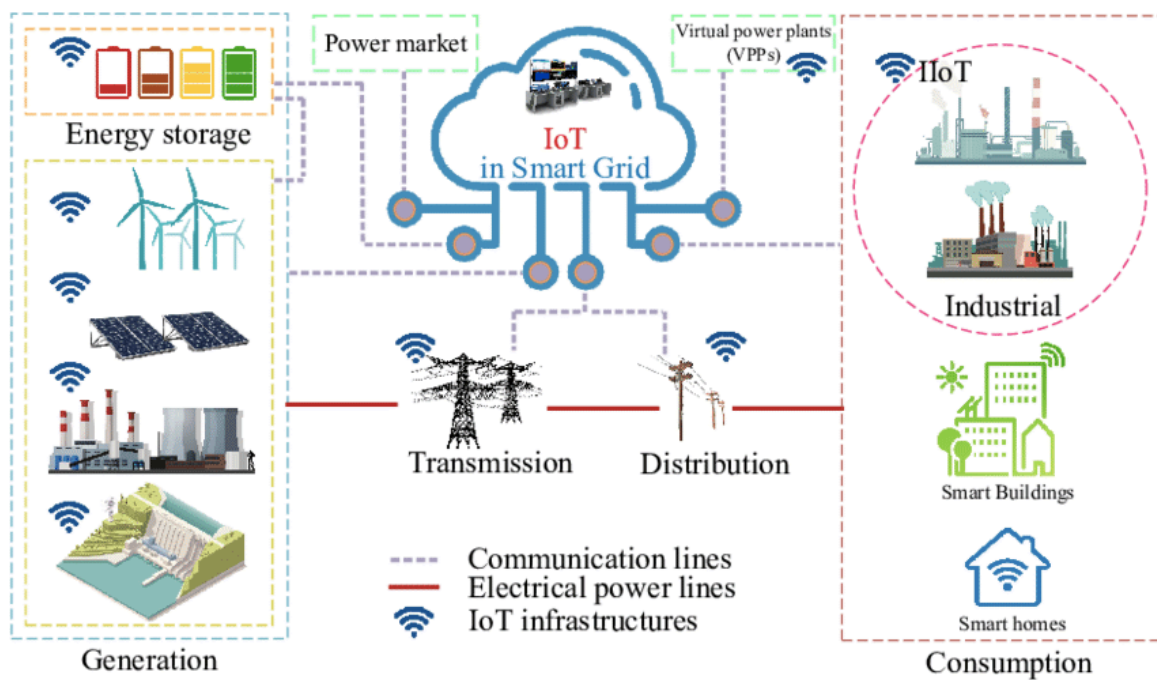 Power market
Virtual power plants
(VPPs)
IIoT
Energy storage
IoT
in Smart Grid
Industrial
Transmission
Distribution
Smart Buildings
Communication lines
Electrical power lines
IoT infrastructures
Smart homes
Generation
Consumption